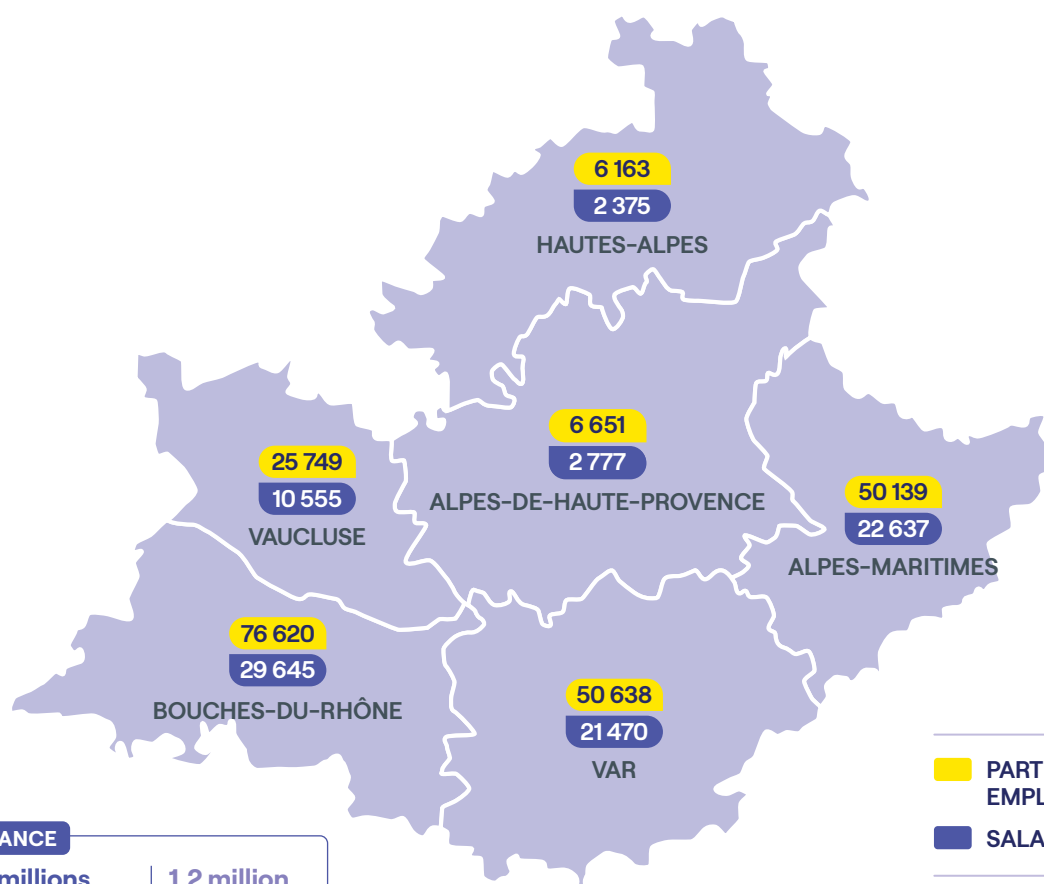 6 163
2 375
HAUTES-ALPES
6 651
2 777
ALPES-DE-HAUTE-PROVENCE
25 749
10 555
VAUCLUSE
50 139
22 637
ALPES-MARITIMES
76 620
29 645
BOUCHES-DU-RHÔNE
50 638
21 470
VAR
PART
EMPL
SALA
ANCE
millions
1,2 million